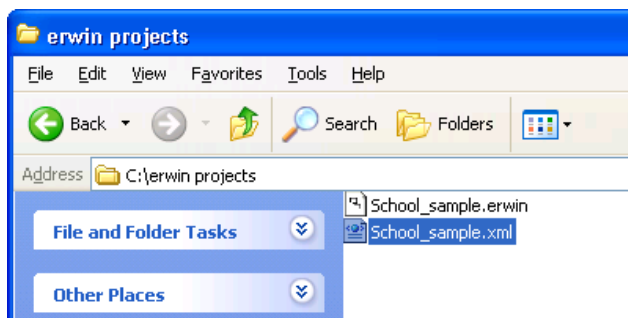 erwin projects
File Edit View Favorites Tools Help
Back Search Folders
Address C:\erwin projects
School_sample.erwin
File and Folder Tasks School_sample.xml
Other Places